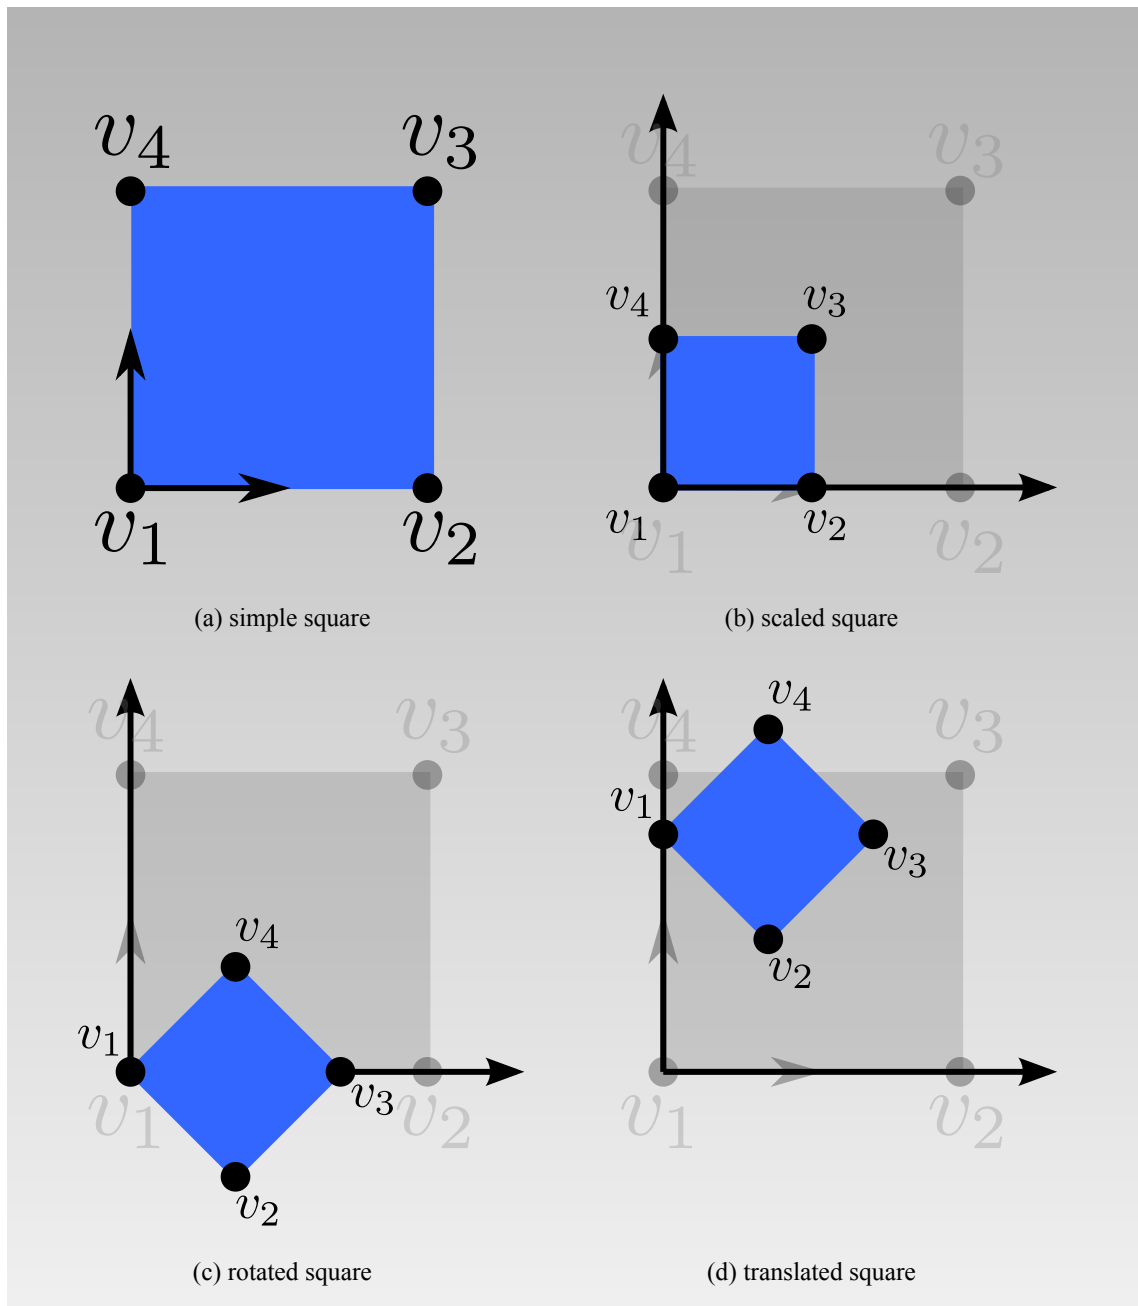 v4 v3
v1 v2
(a) simple square
v4 v3
v4 v3
v1 v2
v1 v2
(b) scaled square
v4 v3
v4
v1
v3
v1 v2
v2
(c) rotated square
v4
v4 v3
v1
v3
v2
v1 v2
(d) translated square